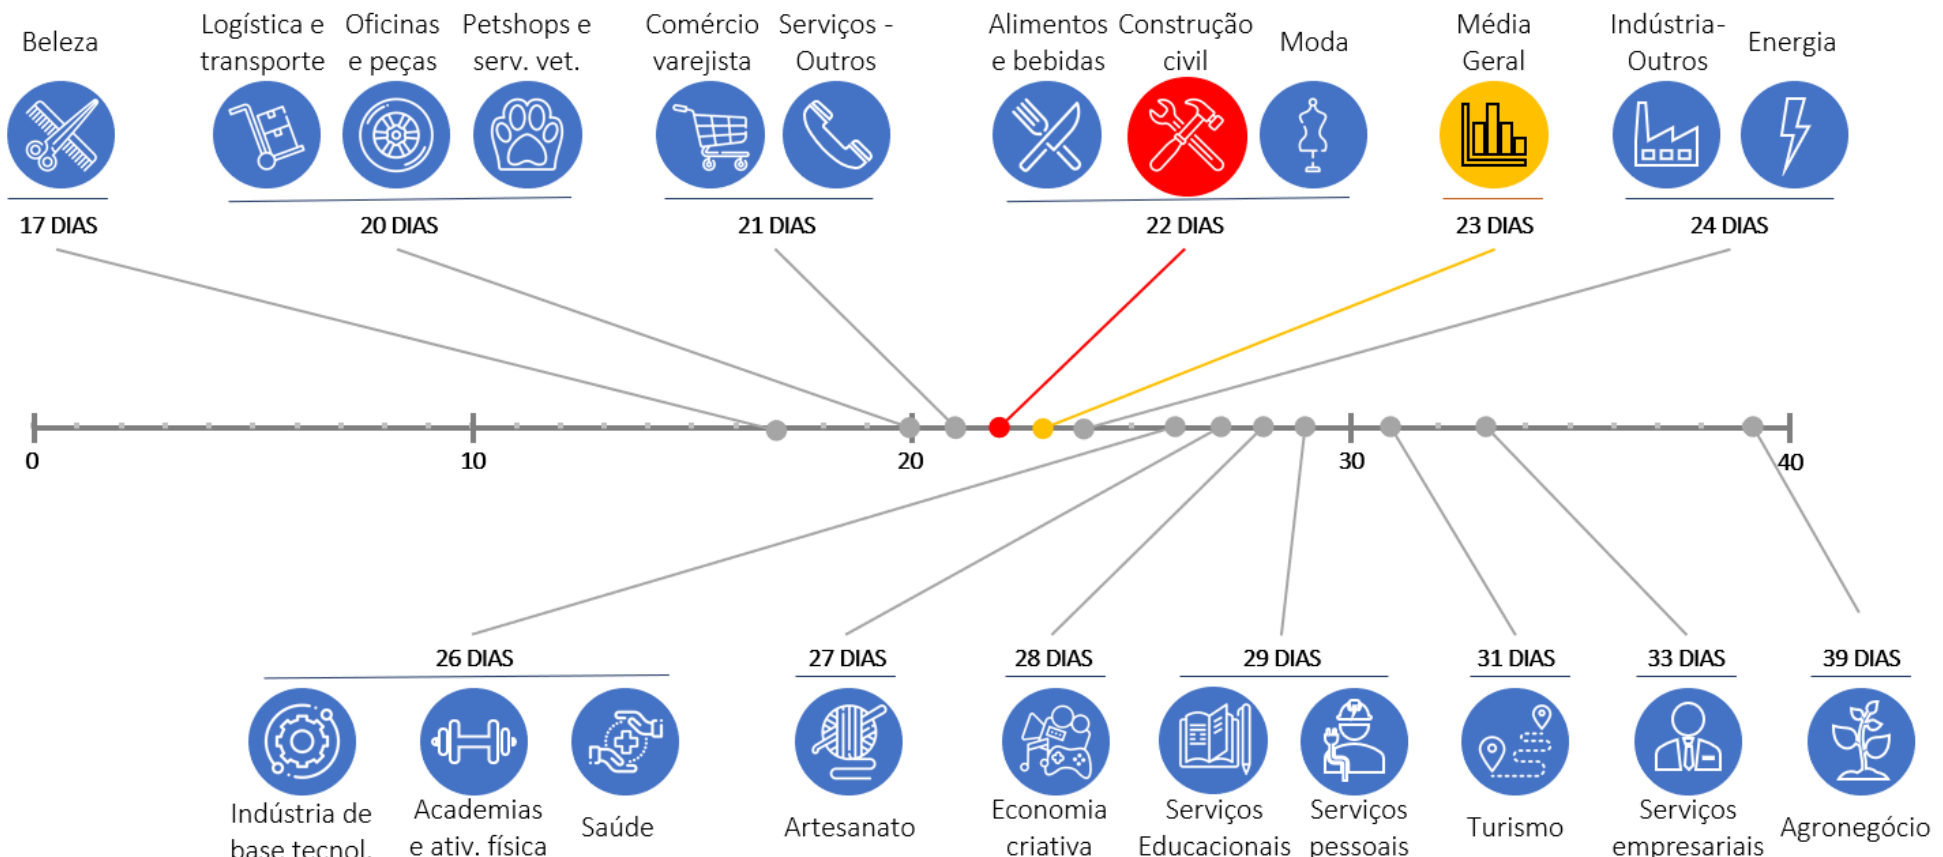 Beleza
Logística e
transporte
Oficinas
e peças
Petshops e
serv. vet.
Comércio
varejista
Serviços -
Outros
Alimentos
e bebidas
Construção
civil
Moda
Média
Geral
Indústria-
Outros
Energia
17 DIAS
20 DIAS
21 DIAS
22 DIAS
23 DIAS
24 DIAS
0
10
20
30
40
26 DIAS
27 DIAS
28 DIAS
29 DIAS
31 DIAS
33 DIAS
39 DIAS
Indústria de
base tecnol.
Academias
e ativ. física
Saúde
Artesanato
Economia
criativa
Serviços
Educacionais
Serviços
pessoais
Turismo
Serviços
empresariais
Agronegócio